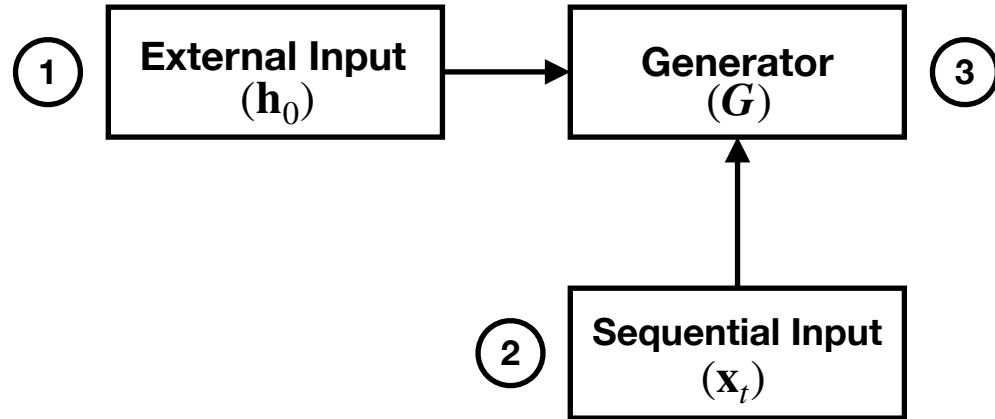 1
External Input
(h₀)
Generator
(G)
3
2
Sequential Input
(xₜ)